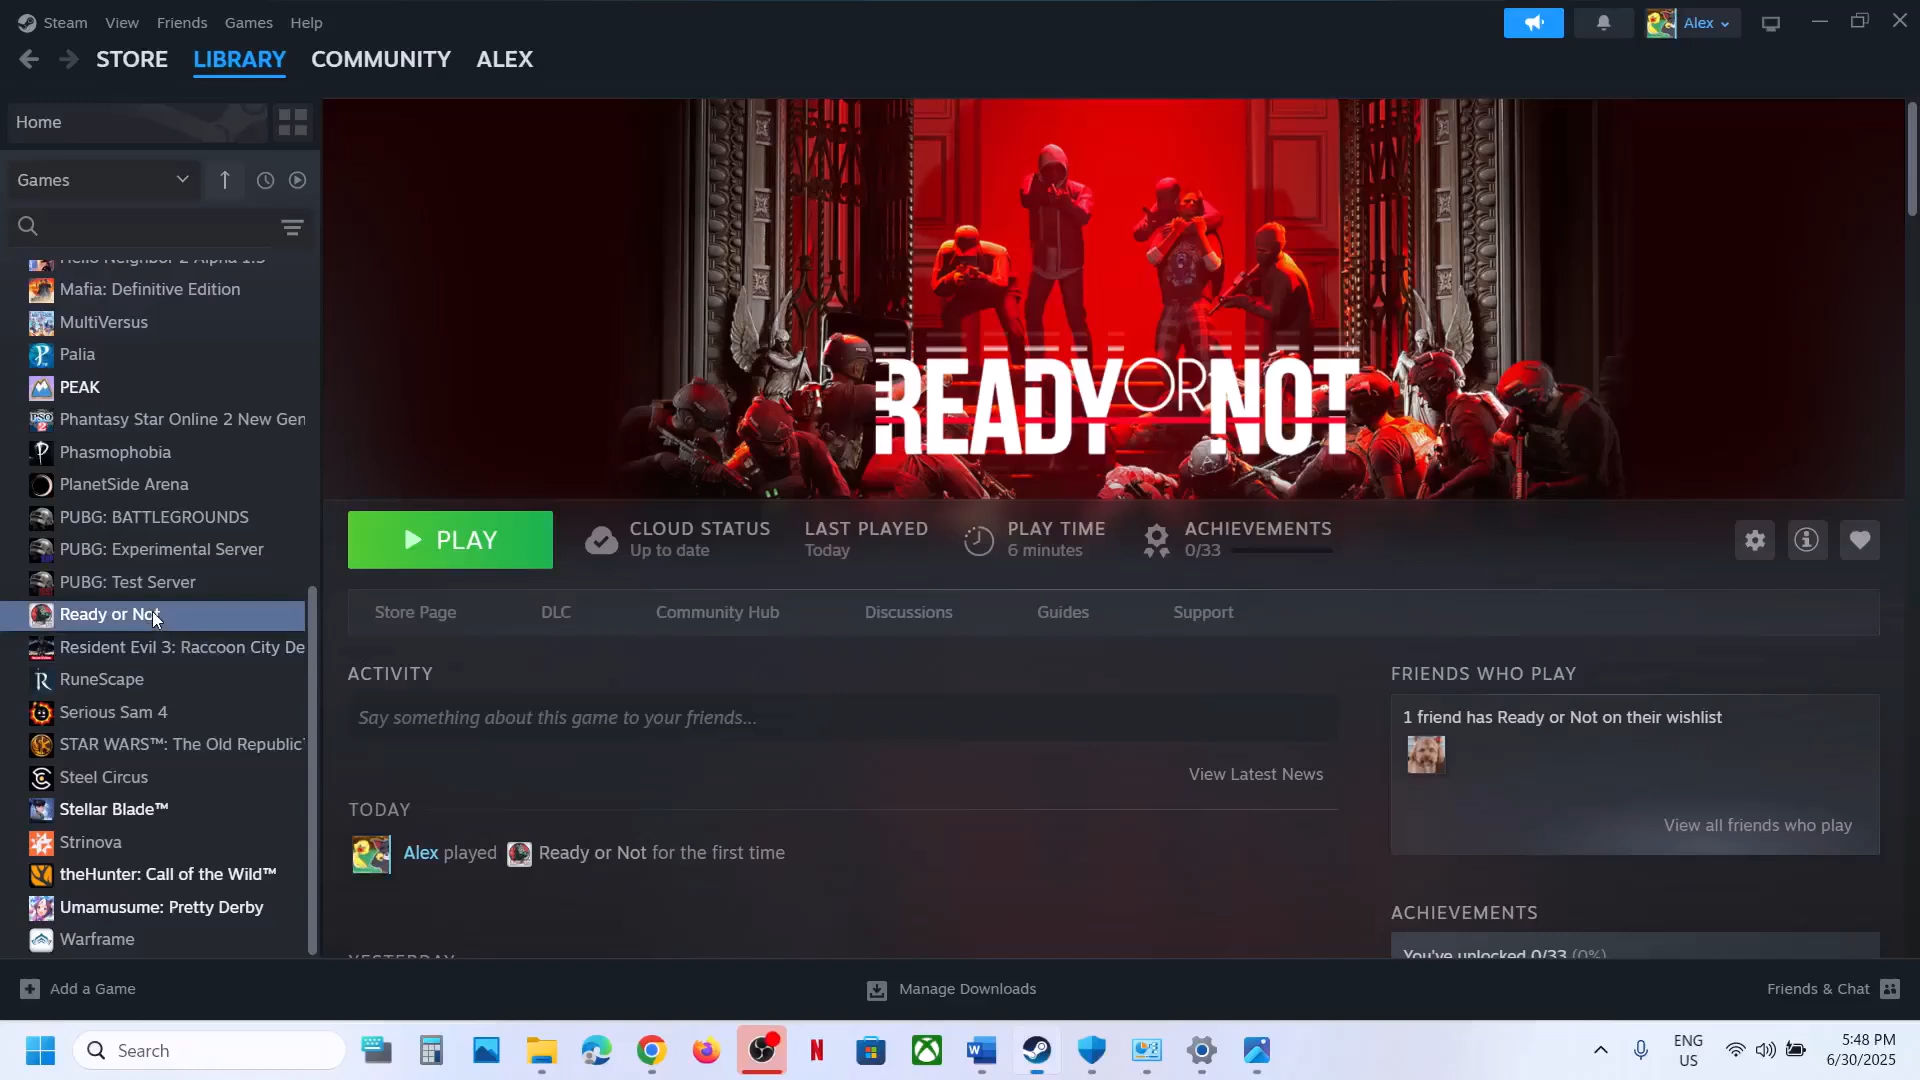 Steam View Friends Games Help
Alex
STORE LIBRARY COMMUNITY ALEX
Home
Games
Hello Neighbor 2 Alpha 1.5
Mafia: Definitive Edition
MultiVersus
Palia
PEAK
Phantasy Star Online 2 New Gen
Phasmophobia
PlanetSide Arena
PUBG: BATTLEGROUNDS
PUBG: Experimental Server
PUBG: Test Server
Ready or Not
Resident Evil 3: Raccoon City De
RuneScape
Serious Sam 4
STAR WARS™: The Old Republic
Steel Circus
Stellar Blade™
Strinova
theHunter: Call of the Wild™
Umamusume: Pretty Derby
Warframe
READY OR NOT
PLAY
CLOUD STATUS
Up to date
LAST PLAYED
Today
PLAY TIME
6 minutes
ACHIEVEMENTS
0/33
Store Page DLC Community Hub Discussions Guides Support
ACTIVITY
Say something about this game to your friends...
View Latest News
TODAY
Alex played Ready or Not for the first time
YESTERDAY
FRIENDS WHO PLAY
1 friend has Ready or Not on their wishlist
View all friends who play
ACHIEVEMENTS
You've unlocked 0/33 (0%)
Add a Game
Manage Downloads
Friends & Chat
Search
ENG
US
5:48 PM
6/30/2025